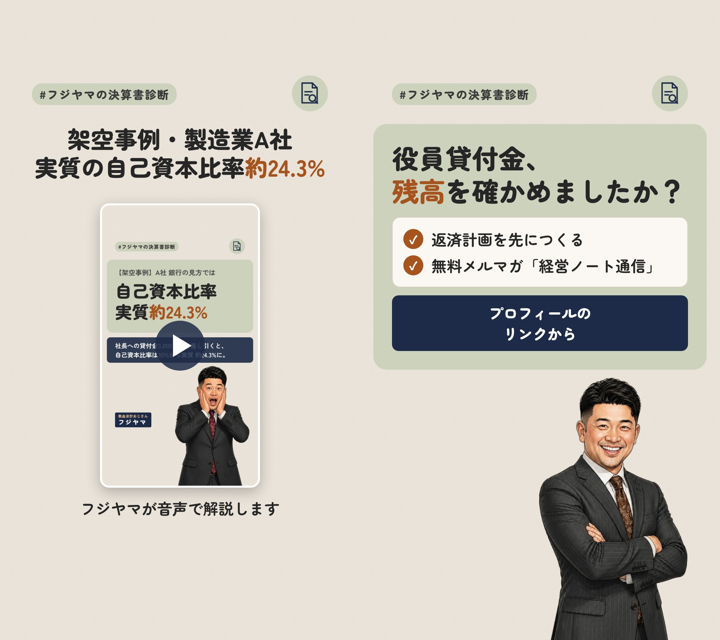 #フジヤマの決算書診断
架空事例・製造業A社
実質の自己資本比率約24.3%
#フジヤマの決算書診断
【架空事例】A社 銀行の見方では
自己資本比率
実質約24.3%
社長への貸付金
し引くと、
自己資本比率は
24.3%に。
フジヤマ
フジヤマが音声で解説します
#フジヤマの決算書診断
役員貸付金、
残高を確かめましたか？
返済計画を先につくる
無料メルマガ「経営ノート通信」
プロフィールの
リンクから